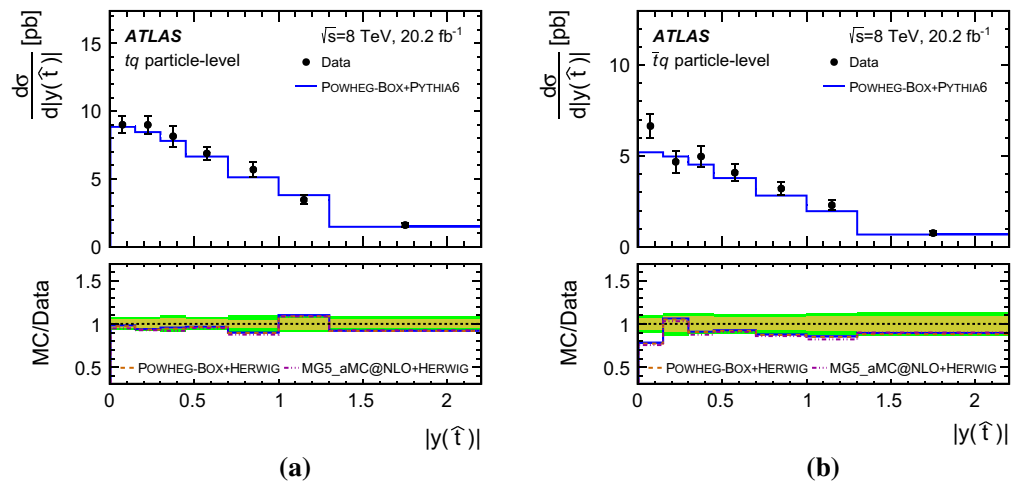 ATLAS
√s=8 TeV, 20.2 fb⁻¹
tq particle-level
Data
POWHEG-BOX+PYTHIA6
dσ
d|y(t̂)|
[pb]
15
10
5
0
MC/Data
1.5
1
0.5
POWHEG-BOX+HERWIG
MG5_aMC@NLO+HERWIG
0 0.5 1 1.5 2
|y(t̂)|
(a)
ATLAS
√s=8 TeV, 20.2 fb⁻¹
t̄q particle-level
Data
POWHEG-BOX+PYTHIA6
dσ
d|y(t̂)|
[pb]
10
5
0
MC/Data
1.5
1
0.5
POWHEG-BOX+HERWIG
MG5_aMC@NLO+HERWIG
0 0.5 1 1.5 2
|y(t̂)|
(b)